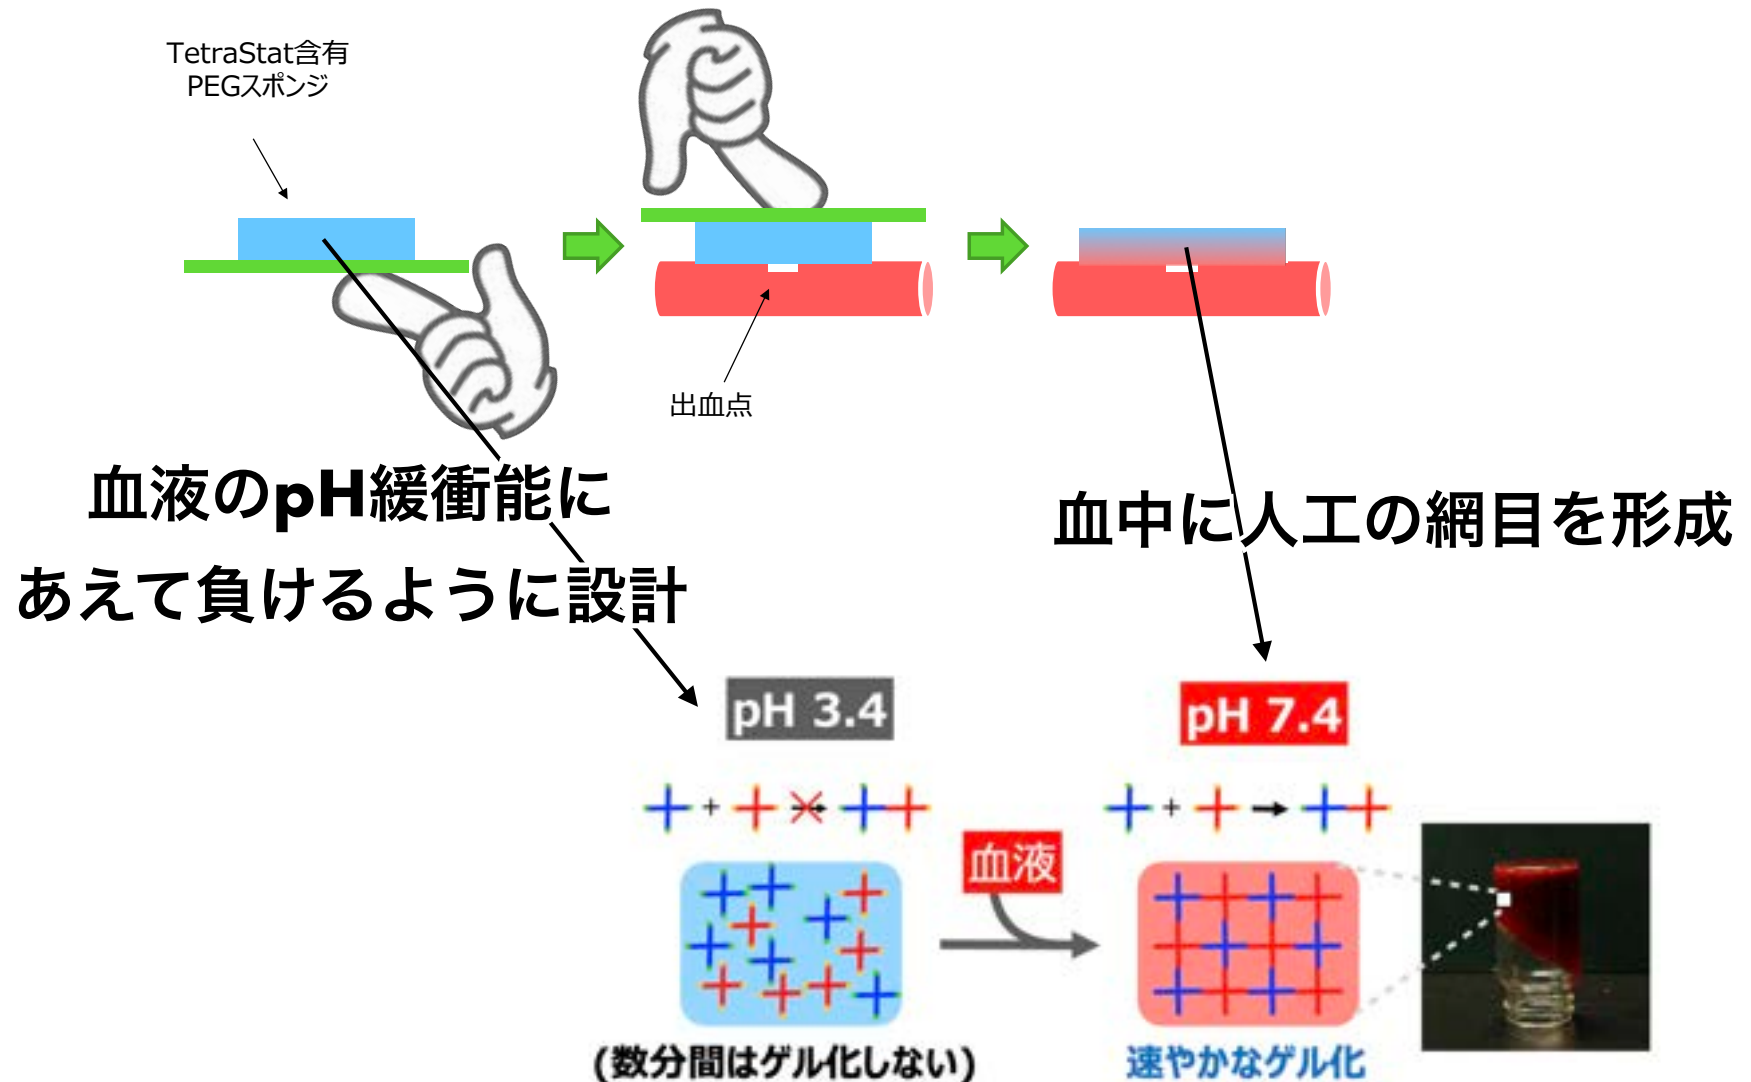 TetraStat含有
PEGスポンジ
出血点
血液のpH緩衝能に
あえて負けるように設計
血中に人工の網目を形成
pH 3.4
pH 7.4
+
+
血液
(数分間はゲル化しない)
速やかなゲル化